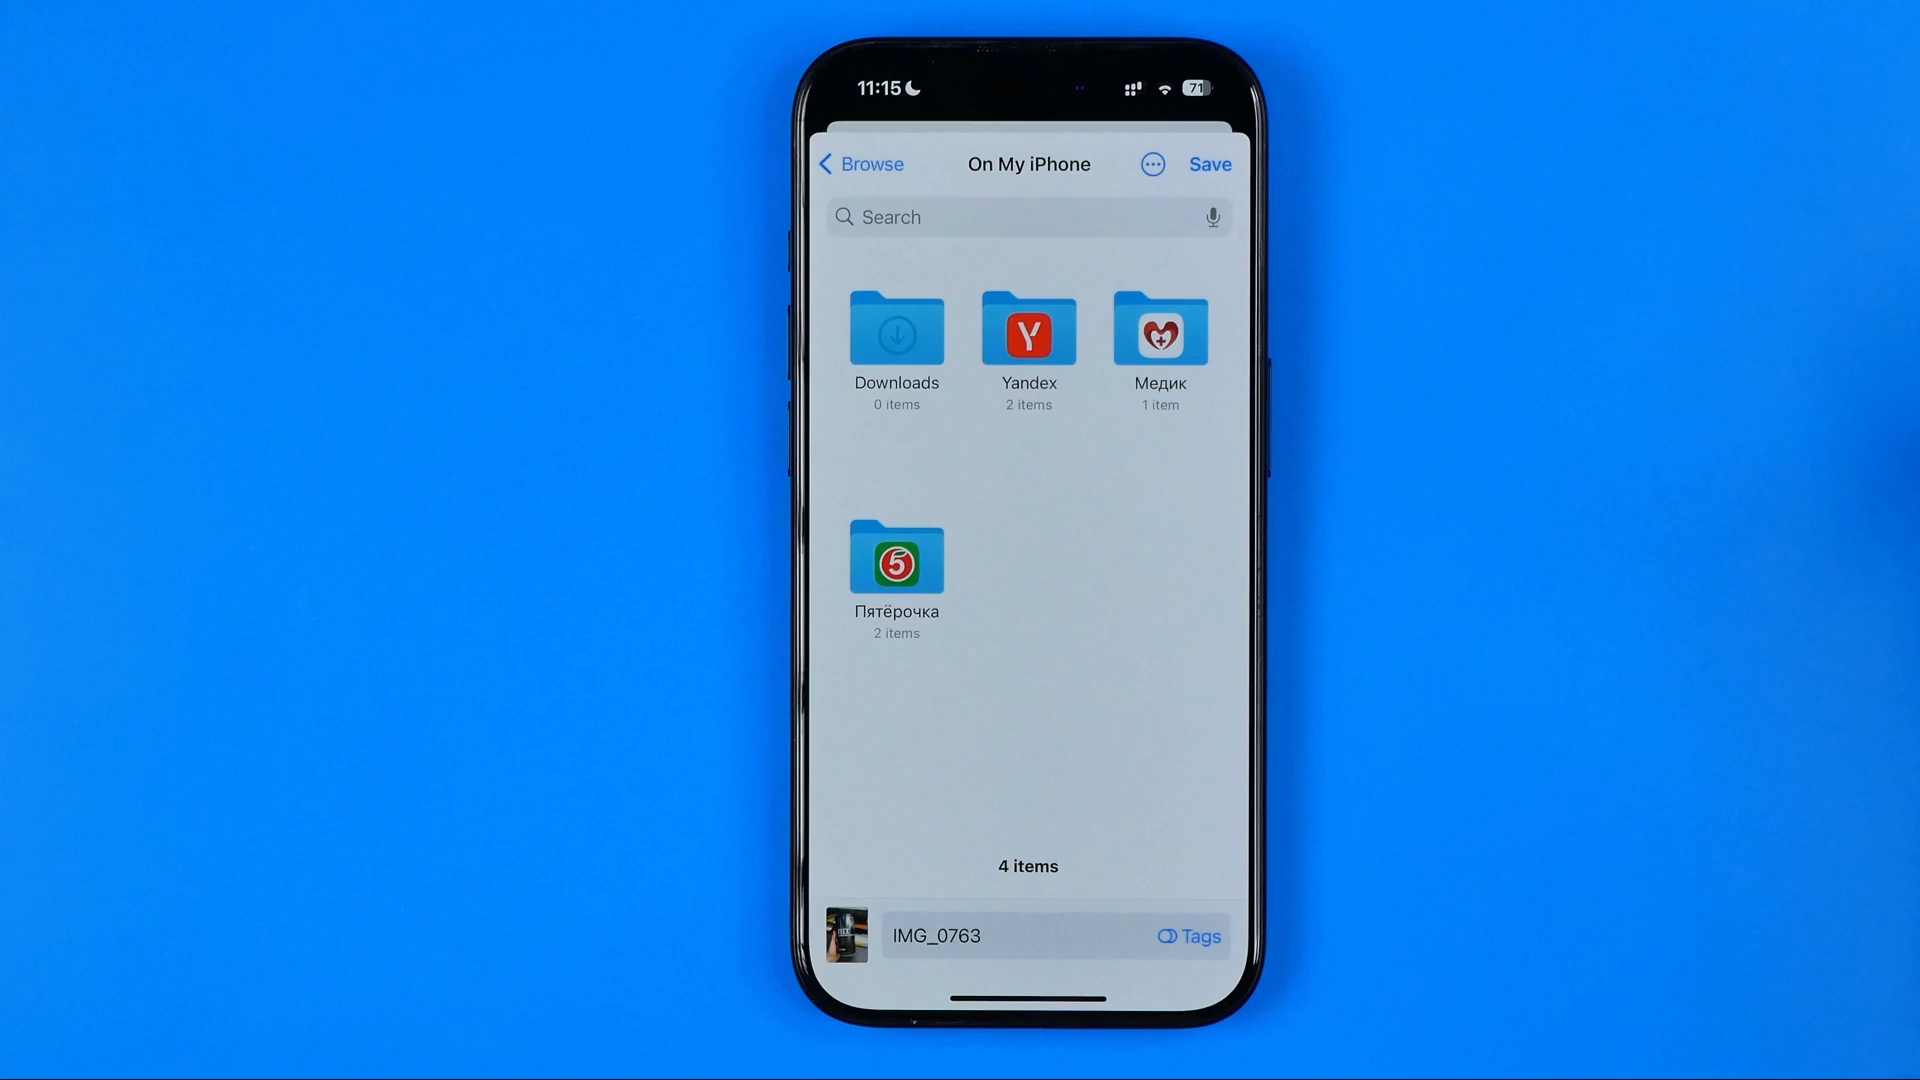 11:15
71
Browse
On My iPhone
Save
Search
Downloads
Yandex
Медик
0 items
2 items
1 item
5
Пятёрочка
2 items
4 items
IMG_0763
Tags